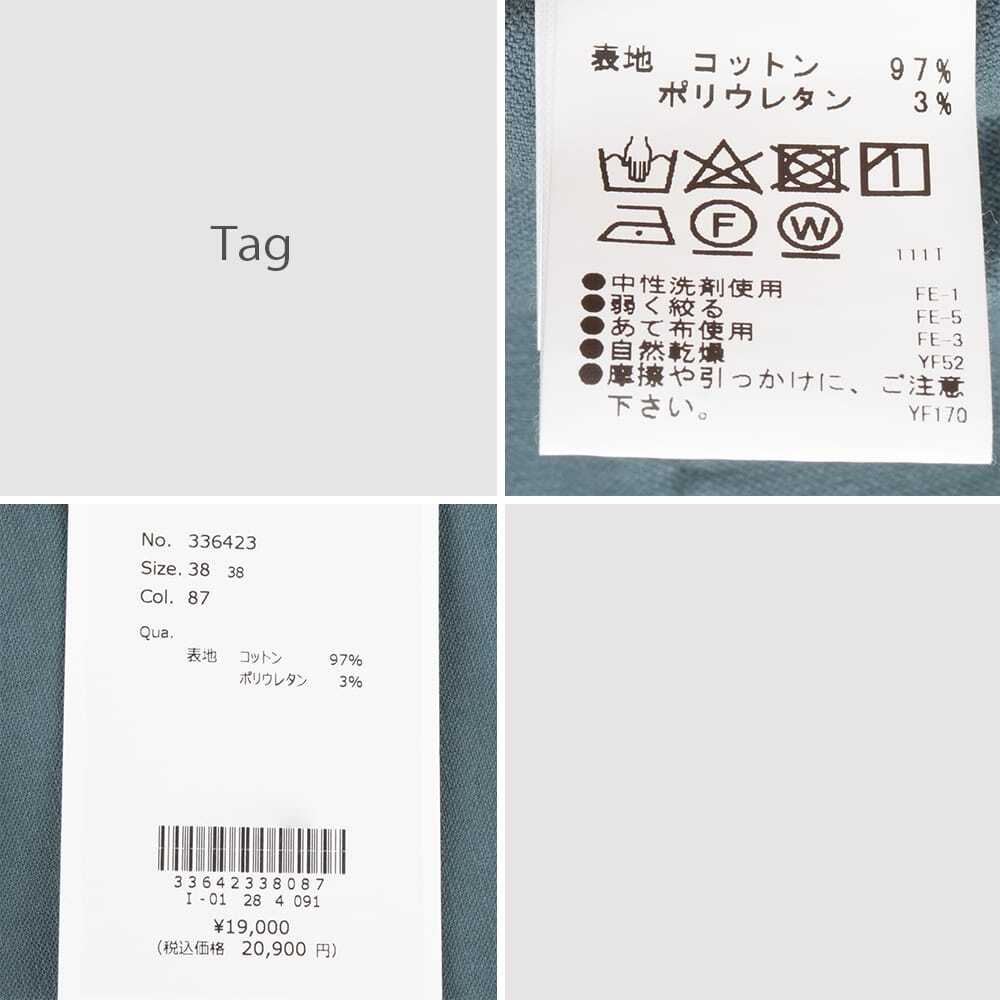 Tag
表地 コットン 97%
ポリウレタン 3%
F W
111T
●中性洗剤使用 FE-1
●弱く絞る FE-5
●あて布使用 FE-3
●自然乾燥 YF52
●摩擦や引っかけに、ご注意
下さい。 YF170
No. 336423
Size. 38 38
Col. 87
Qua.
表地 コットン 97%
ポリウレタン 3%
33642338087
I-01 28 4 091
¥19,000
(税込価格 20,900 円)